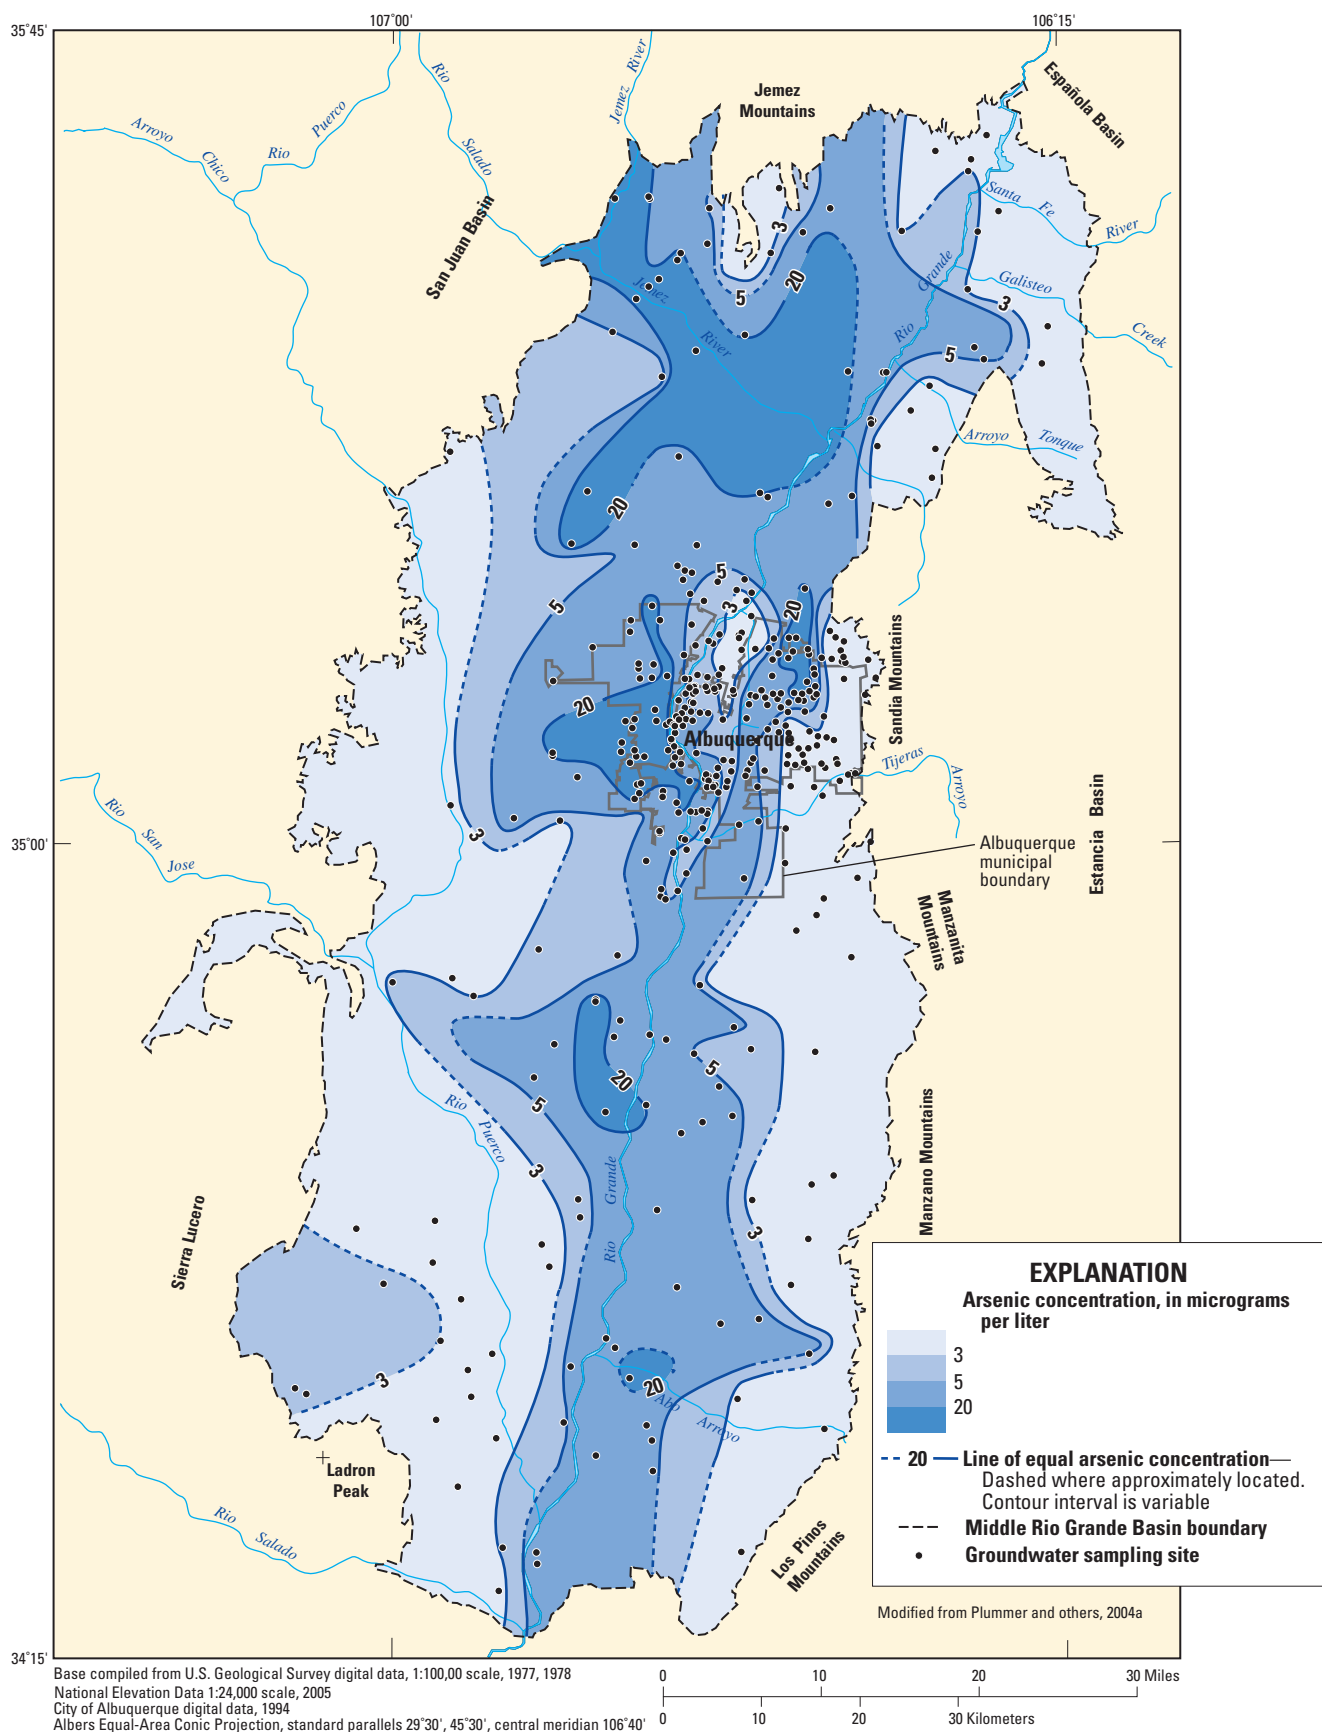 35°45'
107°00'
106°15'
Rio
Puerco
Rio
Arroyo
Chico
Rio
Salado
Jemez River
Jemez
Mountains
Española Basin
Santa Fe
River
San Juan Basin
Galisteo
Creek
Grande
Rio
Jemez
River
3
20
5
3
5
Arroyo Tonque
20
5
5
3
20
Sandia Mountains
20
Albuquerque
Tijeras
Arroyo
3
Estancia Basin
Rio
San
Jose
35°00'
Albuquerque
municipal
boundary
Manzanita
Mountains
20
5
5
Rio
Puerco
3
Grande
Rio
3
Manzano Mountains
Sierra Lucero
3
20
Abo
Arroyo
Ladron
Peak
Rio
Salado
Los Pinos
Mountains
34°15'
EXPLANATION
Arsenic concentration, in micrograms
per liter
3
5
20
20 Line of equal arsenic concentration—
Dashed where approximately located.
Contour interval is variable
Middle Rio Grande Basin boundary
Groundwater sampling site
Modified from Plummer and others, 2004a
Base compiled from U.S. Geological Survey digital data, 1:100,00 scale, 1977, 1978
National Elevation Data 1:24,000 scale, 2005
City of Albuquerque digital data, 1994
Albers Equal-Area Conic Projection, standard parallels 29°30', 45°30', central meridian 106°40'
0 10 20 30 Miles
0 10 20 30 Kilometers